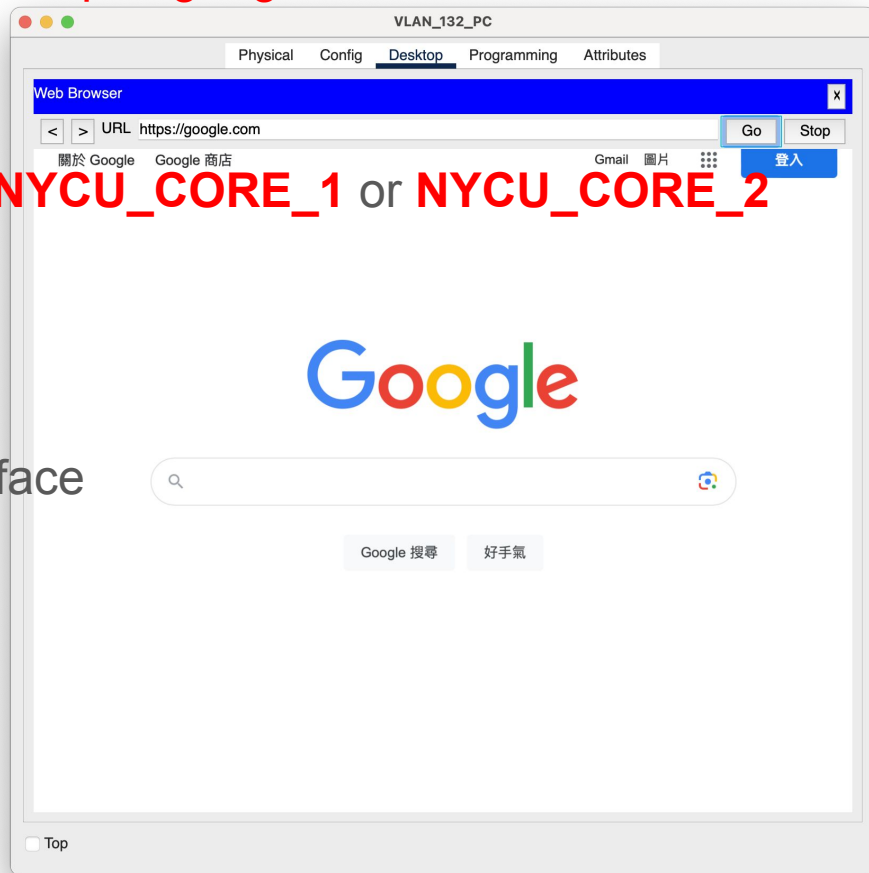 VLAN_132_PC
Physical Config Desktop Programming Attributes
Web Browser X
< > URL https://google.com Go Stop
關於 Google Google 商店 Gmail 圖片 登入
NYCU_CORE_1 or NYCU_CORE_2
Google
face
Google 搜尋 好手氣
Top